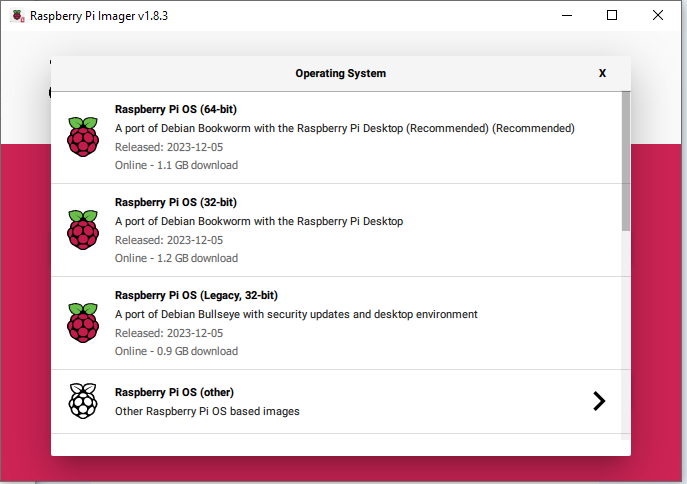 Raspberry Pi Imager v1.8.3
Operating System
X
Raspberry Pi OS (64-bit)
A port of Debian Bookworm with the Raspberry Pi Desktop (Recommended) (Recommended)
Released: 2023-12-05
Online - 1.1 GB download
Raspberry Pi OS (32-bit)
A port of Debian Bookworm with the Raspberry Pi Desktop
Released: 2023-12-05
Online - 1.2 GB download
Raspberry Pi OS (Legacy, 32-bit)
A port of Debian Bullseye with security updates and desktop environment
Released: 2023-12-05
Online - 0.9 GB download
Raspberry Pi OS (other)
Other Raspberry Pi OS based images